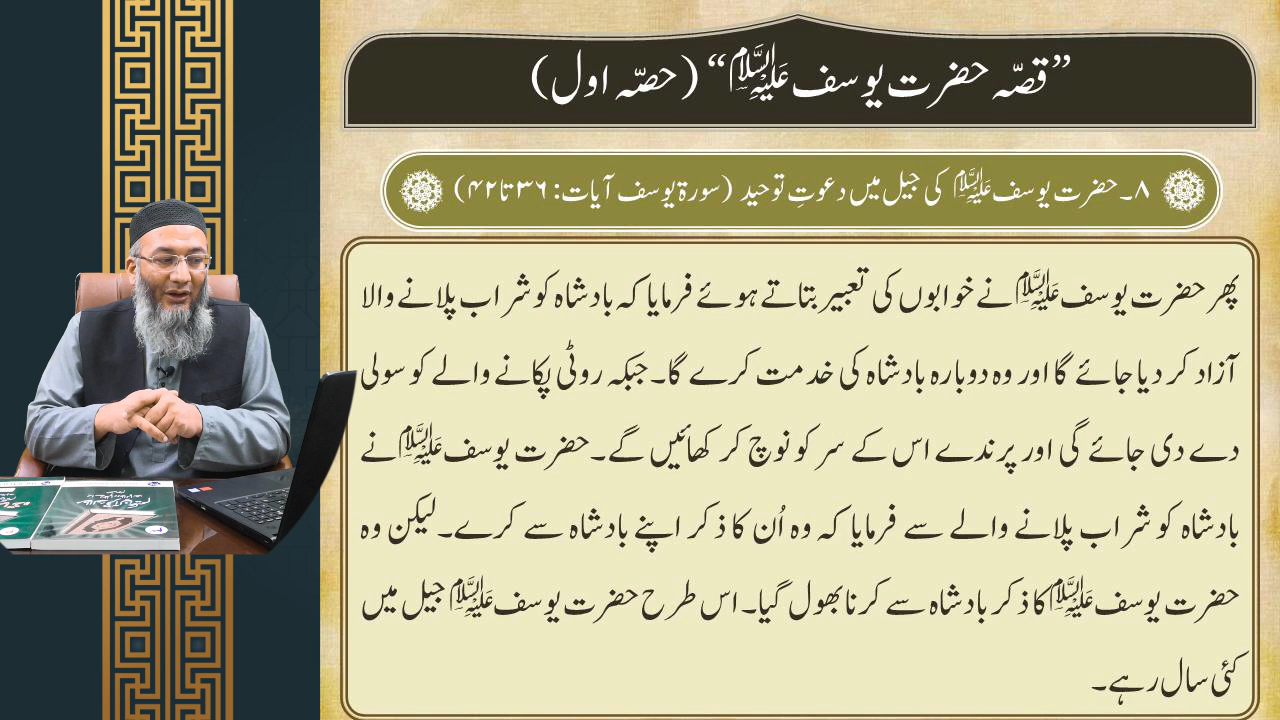 ”قصّہ حضرت یوسف علیہ السلام“ (حصّہ اول)
۸۔ حضرت یوسف علیہ السلام کی جیل میں دعوتِ توحید (سورۃ یوسف آیات: ۳۶ تا ۴۲)
پھر حضرت یوسف علیہ السلام نے خوابوں کی تعبیر بتاتے ہوئے فرمایا کہ بادشاہ کو شراب پلانے والا
آزاد کر دیا جائے گا اور وہ دوبارہ بادشاہ کی خدمت کرے گا۔ جبکہ روٹی پکانے والے کو سولی
دے دی جائے گی اور پرندے اس کے سر کو نوچ کر کھائیں گے۔ حضرت یوسف علیہ السلام نے
بادشاہ کو شراب پلانے والے سے فرمایا کہ وہ اُن کا ذکر اپنے بادشاہ سے کرے۔ لیکن وہ
حضرت یوسف علیہ السلام کا ذکر بادشاہ سے کرنا بھول گیا۔ اس طرح حضرت یوسف علیہ السلام جیل میں
کئی سال رہے۔